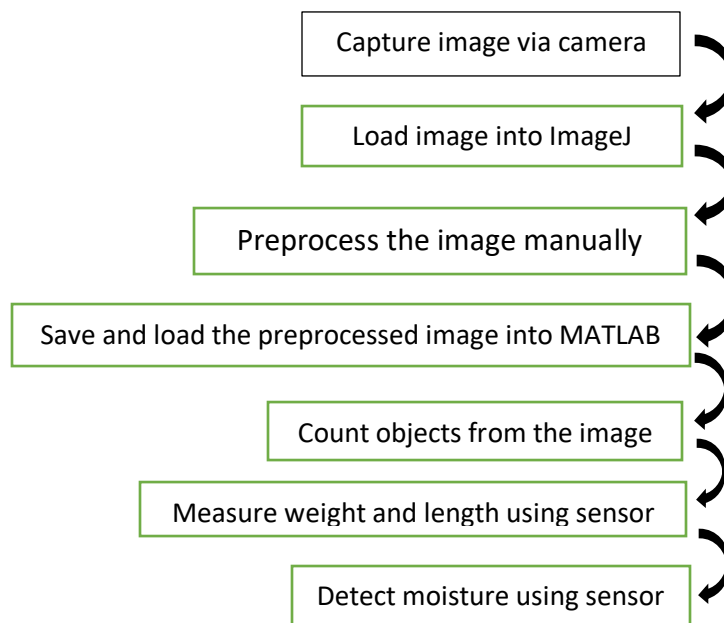 Capture image via camera
Load image into ImageJ
Preprocess the image manually
Save and load the preprocessed image into MATLAB
Count objects from the image
Measure weight and length using sensor
Detect moisture using sensor